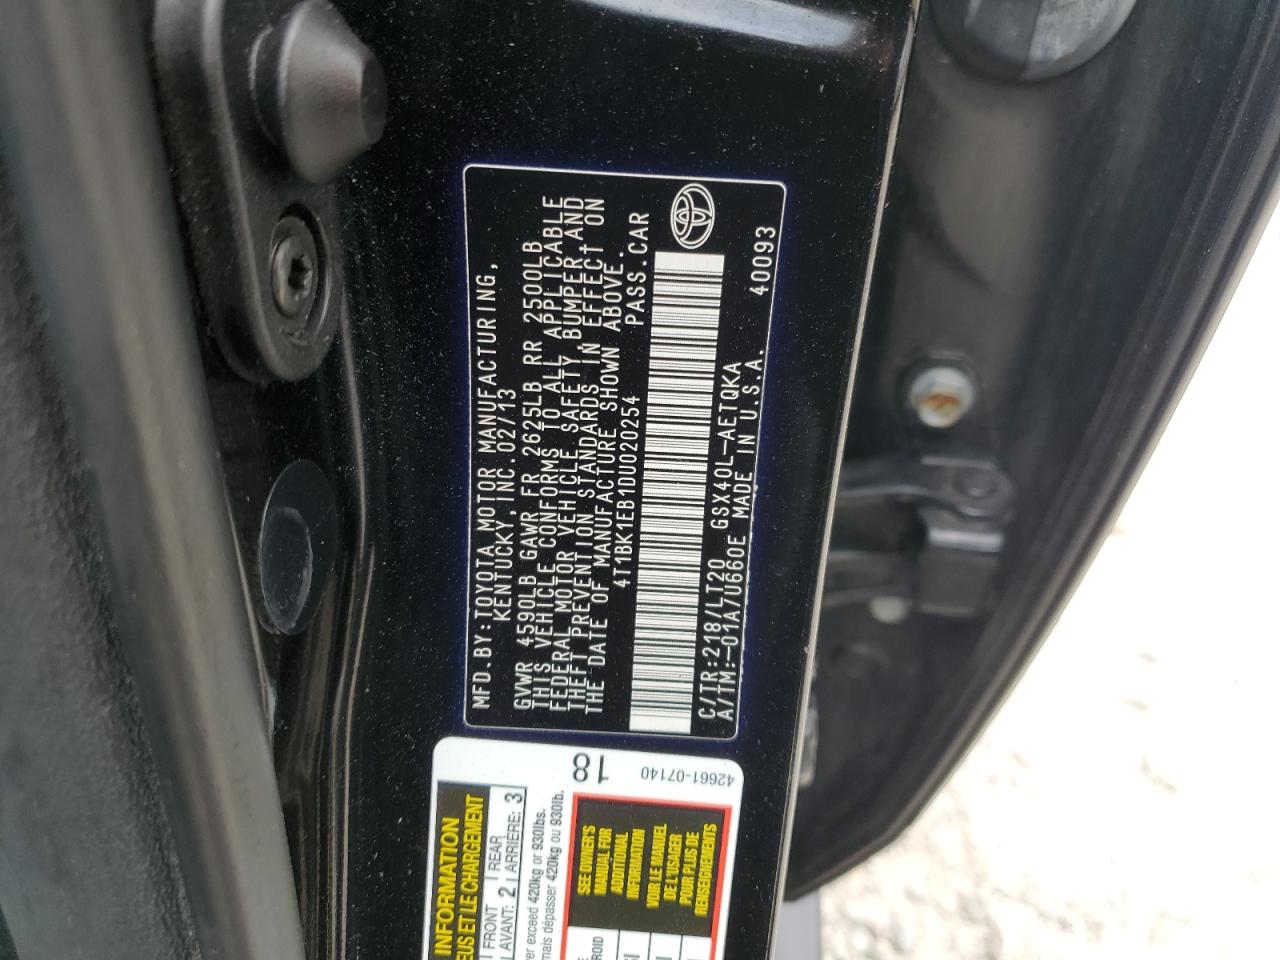 MFD.BY:TOYOTA MOTOR MANUFACTURING,
KENTUCKY,INC.02/13
GVWR 4590LB GAWR FR 2625LB RR 2500LB
THIS VEHICLE CONFORMS TO ALL APPLICABLE
FEDERAL MOTOR VEHICLE SAFETY,BUMPER AND
THEFT PREVENTION STANDARDS IN EFFECT ON
THE DATE OF MANUFACTURE SHOWN ABOVE.
4T1BK1EB1DU020254 PASS.CAR
C/TR:218/LT20 GSX40L-AETQKA
A/TM:-01A/U660E MADE IN U.S.A. 40093
18
42661-07140
INFORMATION
EUS ET LE CHARGEMENT
FRONT REAR
AVANT: 2 ARRIÈRE: 3
exceed 420kg or 930lbs.
mais dépasser 420kg ou 930lb.
SEE OWNER'S
MANUAL FOR
ADDITIONAL
INFORMATION
VOIR LE MANUEL
DE L'USAGER
POUR PLUS DE
RENSEIGNEMENTS